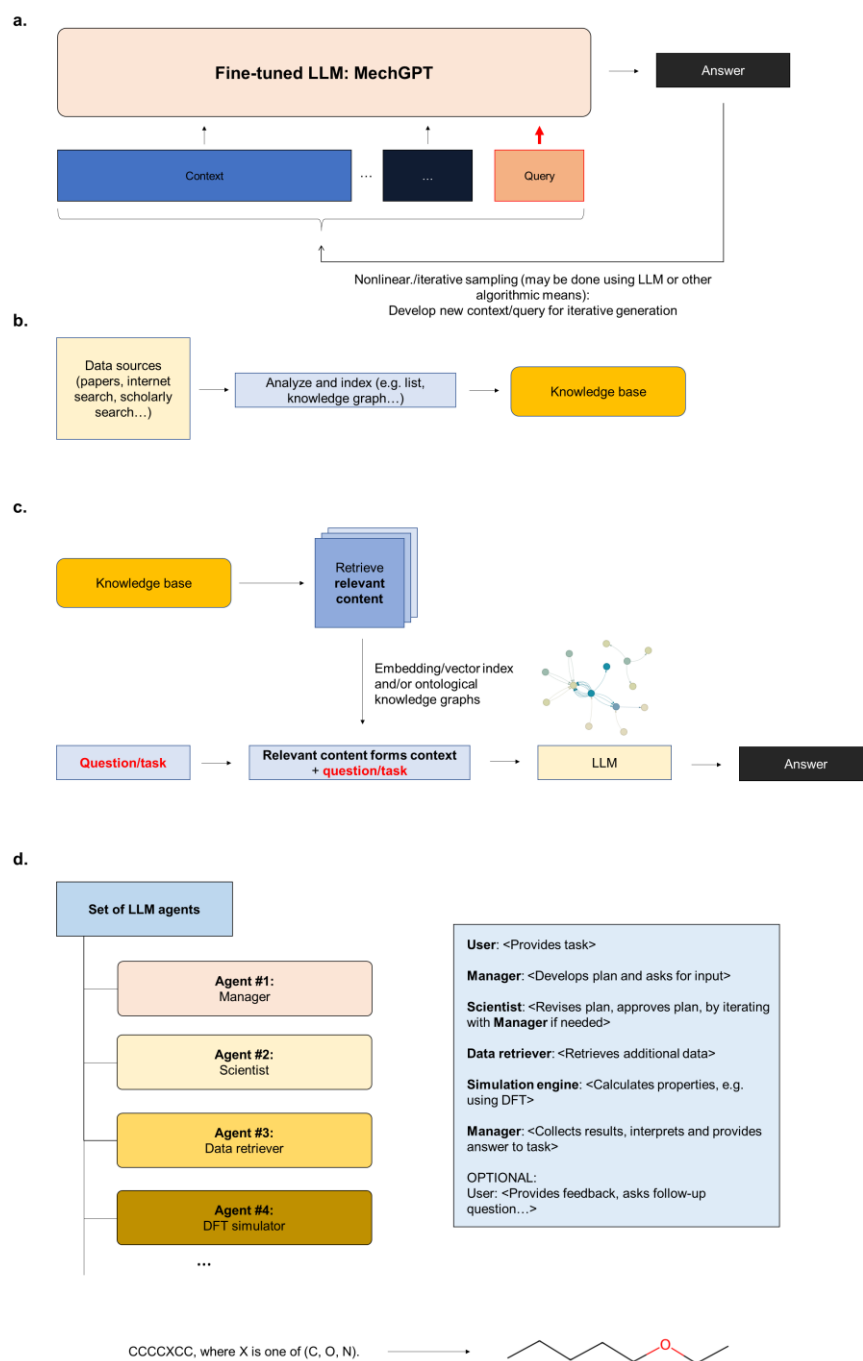 a.
Fine-tuned LLM: MechGPT
Answer
Context
...
...
Query
Nonlinear./iterative sampling (may be done using LLM or other
algorithmic means):
Develop new context/query for iterative generation
b.
Data sources
(papers, internet
search, scholarly
search…)
Analyze and index (e.g. list,
knowledge graph…)
Knowledge base
c.
Knowledge base
Retrieve
relevant
content
Embedding/vector index
and/or ontological
knowledge graphs
Question/task
Relevant content forms context
+ question/task
LLM
Answer
d.
Set of LLM agents
Agent #1:
Manager
Agent #2:
Scientist
Agent #3:
Data retriever
Agent #4:
DFT simulator
...
User: <Provides task>
Manager: <Develops plan and asks for input>
Scientist: <Revises plan, approves plan, by iterating
with Manager if needed>
Data retriever: <Retrieves additional data>
Simulation engine: <Calculates properties, e.g.
using DFT>
Manager: <Collects results, interprets and provides
answer to task>
OPTIONAL:
User: <Provides feedback, asks follow-up
question…>
CCCCXCC, where X is one of (C, O, N).
O